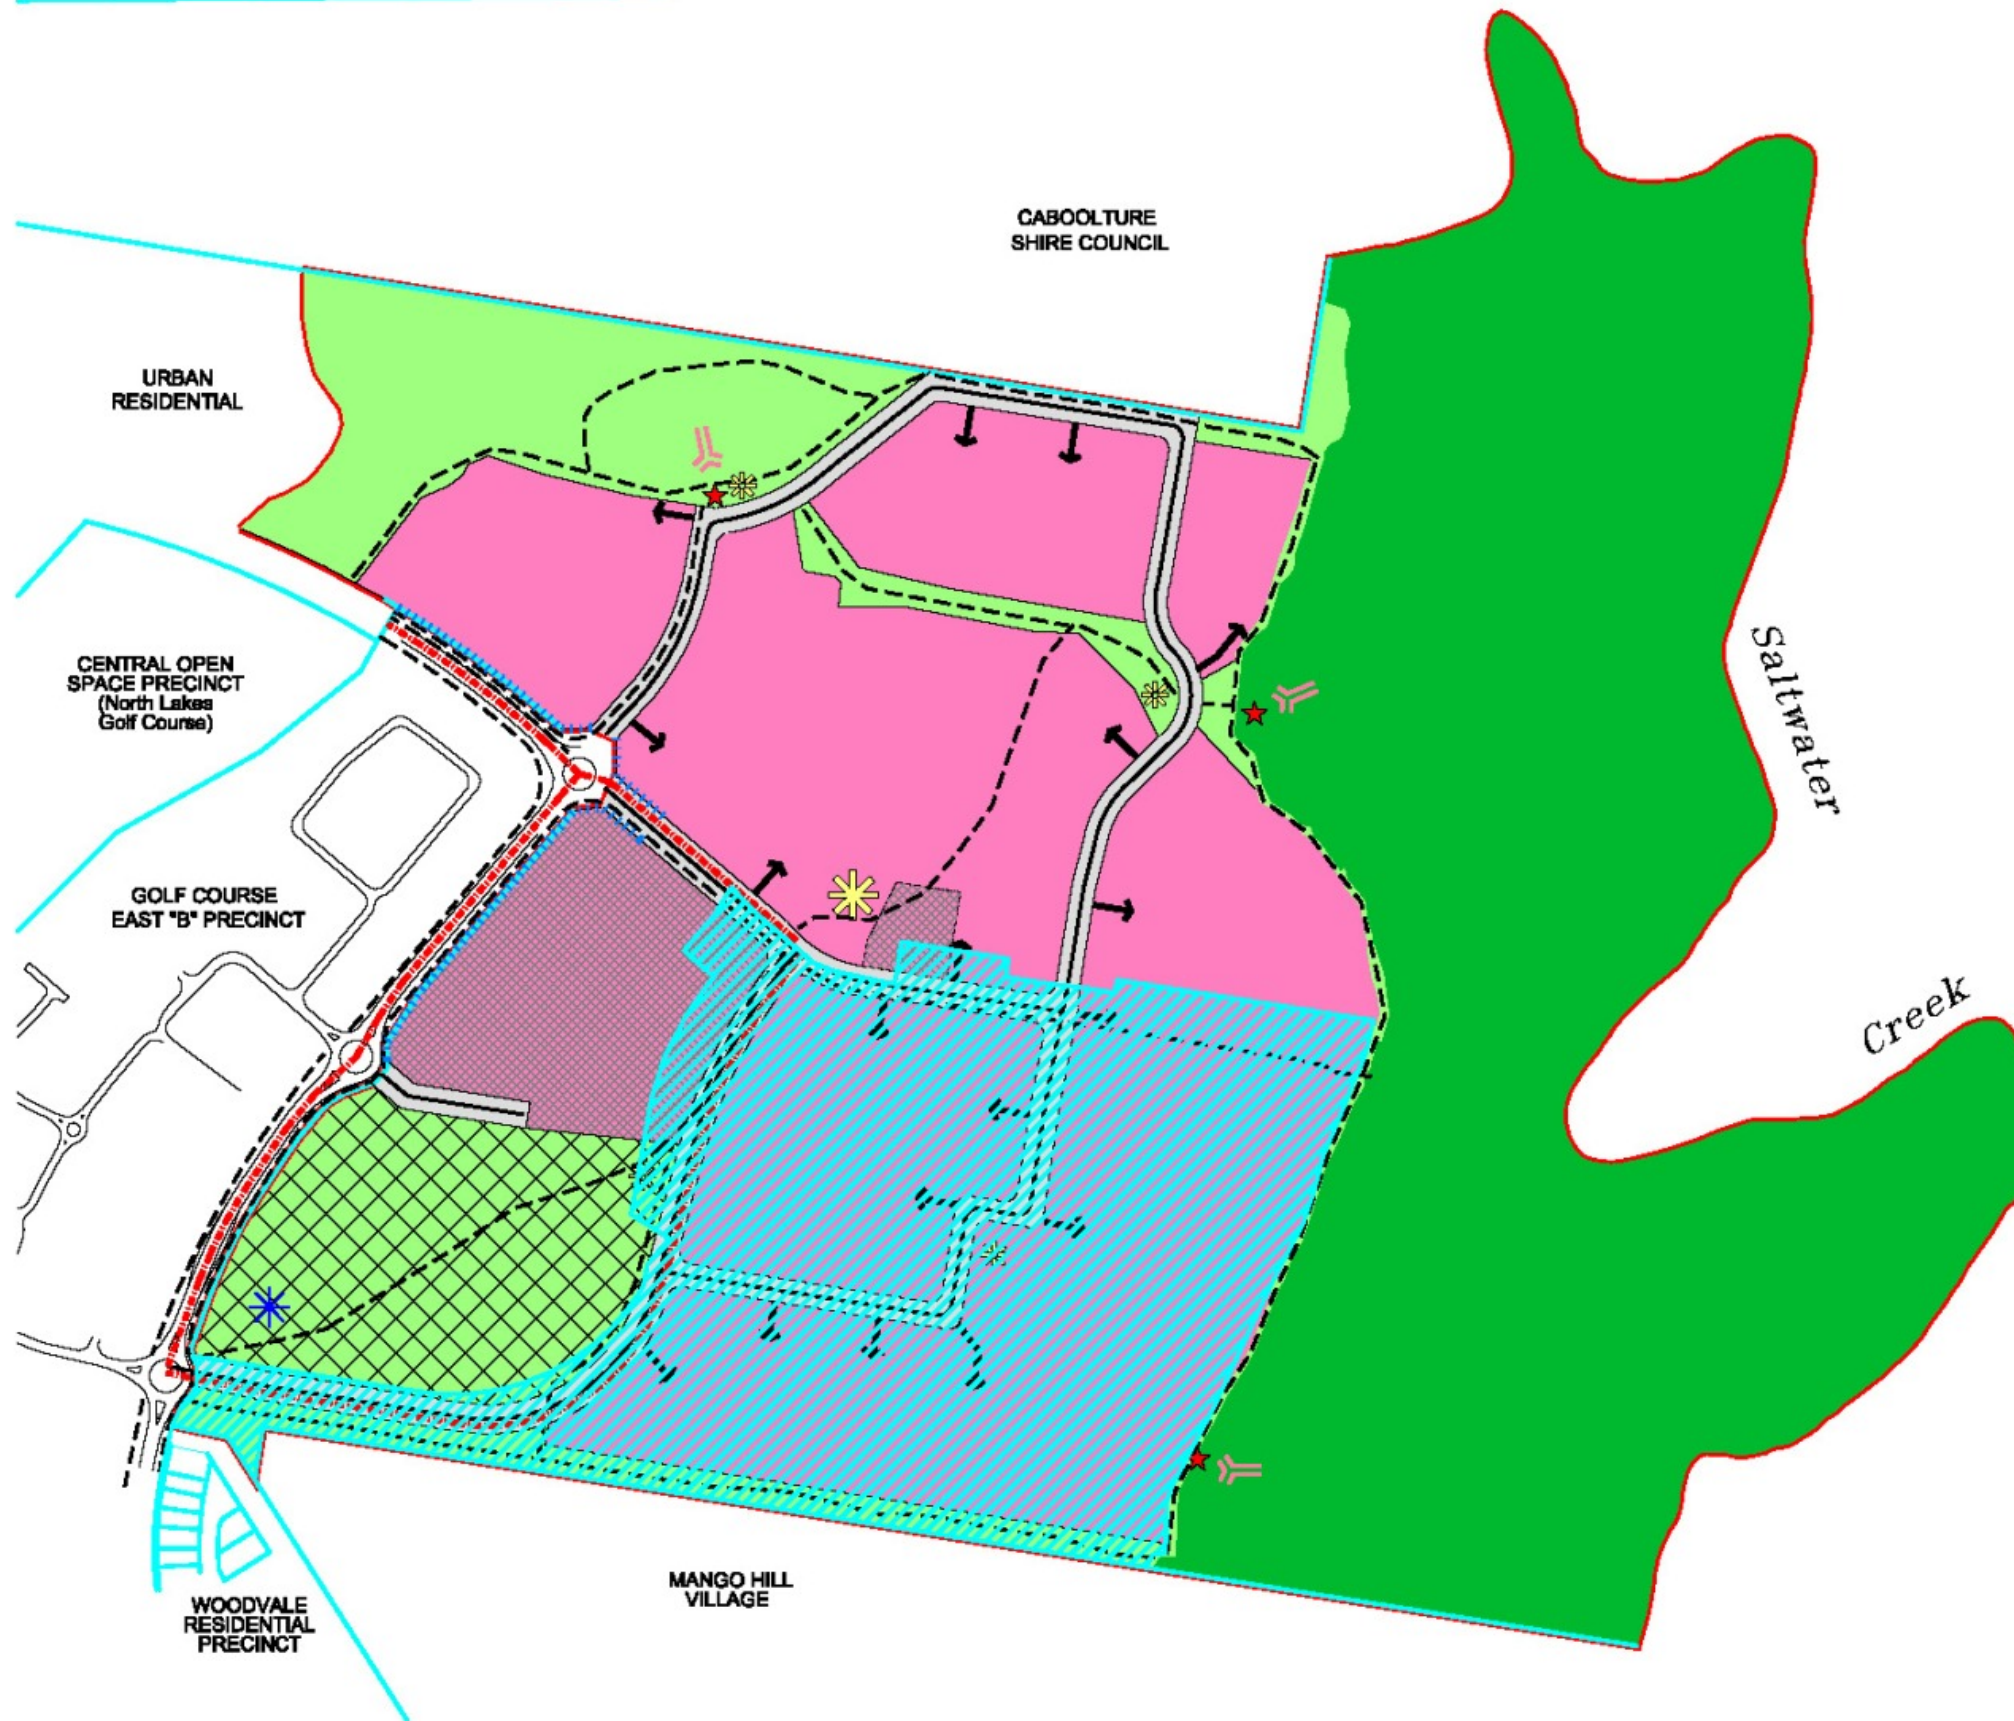 CABOOLTURE
SHIRE COUNCIL
URBAN
RESIDENTIAL
CENTRAL OPEN
SPACE PRECINCT
(North Lakes
Golf Course)
Saltwater
GOLF COURSE
EAST "B" PRECINCT
Creek
MANGO HILL
VILLAGE
WOODVALE
RESIDENTIAL
PRECINCT